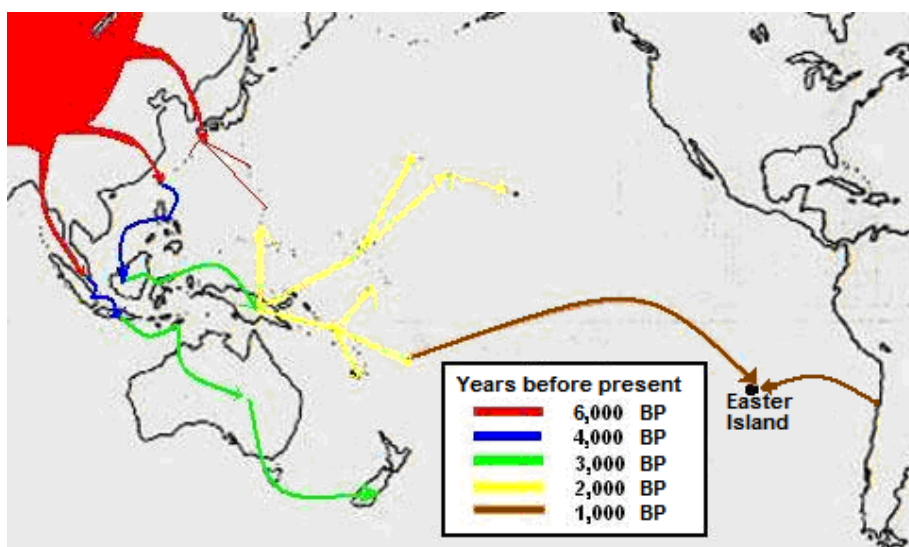 Years before present
6,000 BP
4,000 BP
3,000 BP
2,000 BP
1,000 BP
Easter
Island